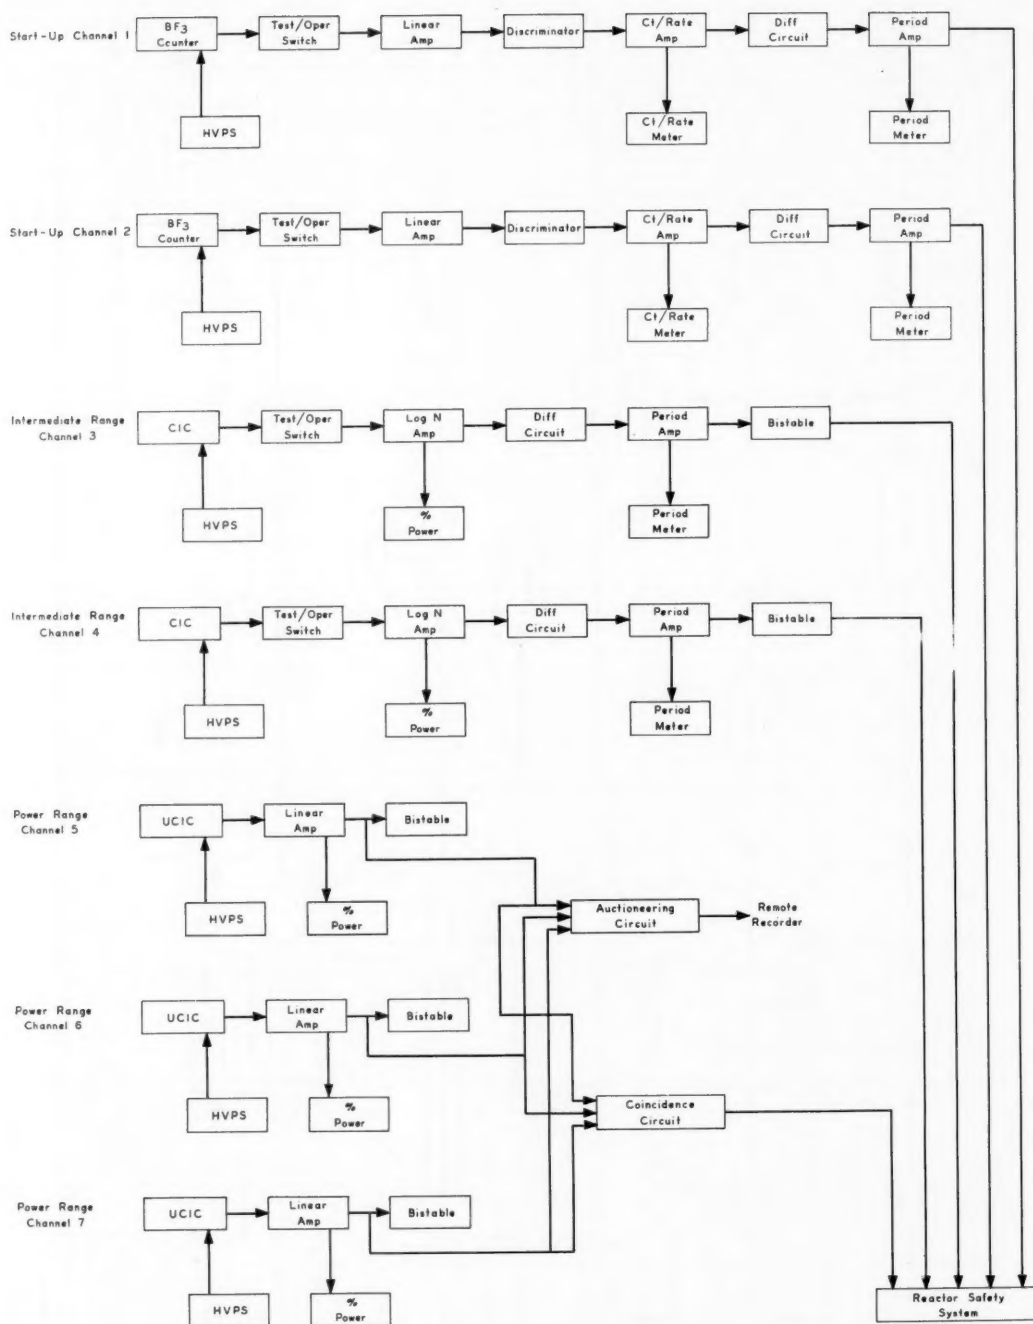 Start-Up Channel 1
BF3
Counter
Test/Oper
Switch
Linear
Amp
Discriminator
Ct/Rate
Amp
Diff
Circuit
Period
Amp
HVPS
Ct/Rate
Meter
Period
Meter
Start-Up Channel 2
BF3
Counter
Test/Oper
Switch
Linear
Amp
Discriminator
Ct/Rate
Amp
Diff
Circuit
Period
Amp
HVPS
Ct/Rate
Meter
Period
Meter
Intermediate Range
Channel 3
CIC
Test/Oper
Switch
Log N
Amp
Diff
Circuit
Period
Amp
Bistable
HVPS
%
Power
Period
Meter
Intermediate Range
Channel 4
CIC
Test/Oper
Switch
Log N
Amp
Diff
Circuit
Period
Amp
Bistable
HVPS
%
Power
Period
Meter
Power Range
Channel 5
UCIC
Linear
Amp
Bistable
HVPS
%
Power
Auctioneering
Circuit
Remote
Recorder
Power Range
Channel 6
UCIC
Linear
Amp
Bistable
HVPS
%
Power
Coincidence
Circuit
Power Range
Channel 7
UCIC
Linear
Amp
Bistable
HVPS
%
Power
Reactor Safety
System